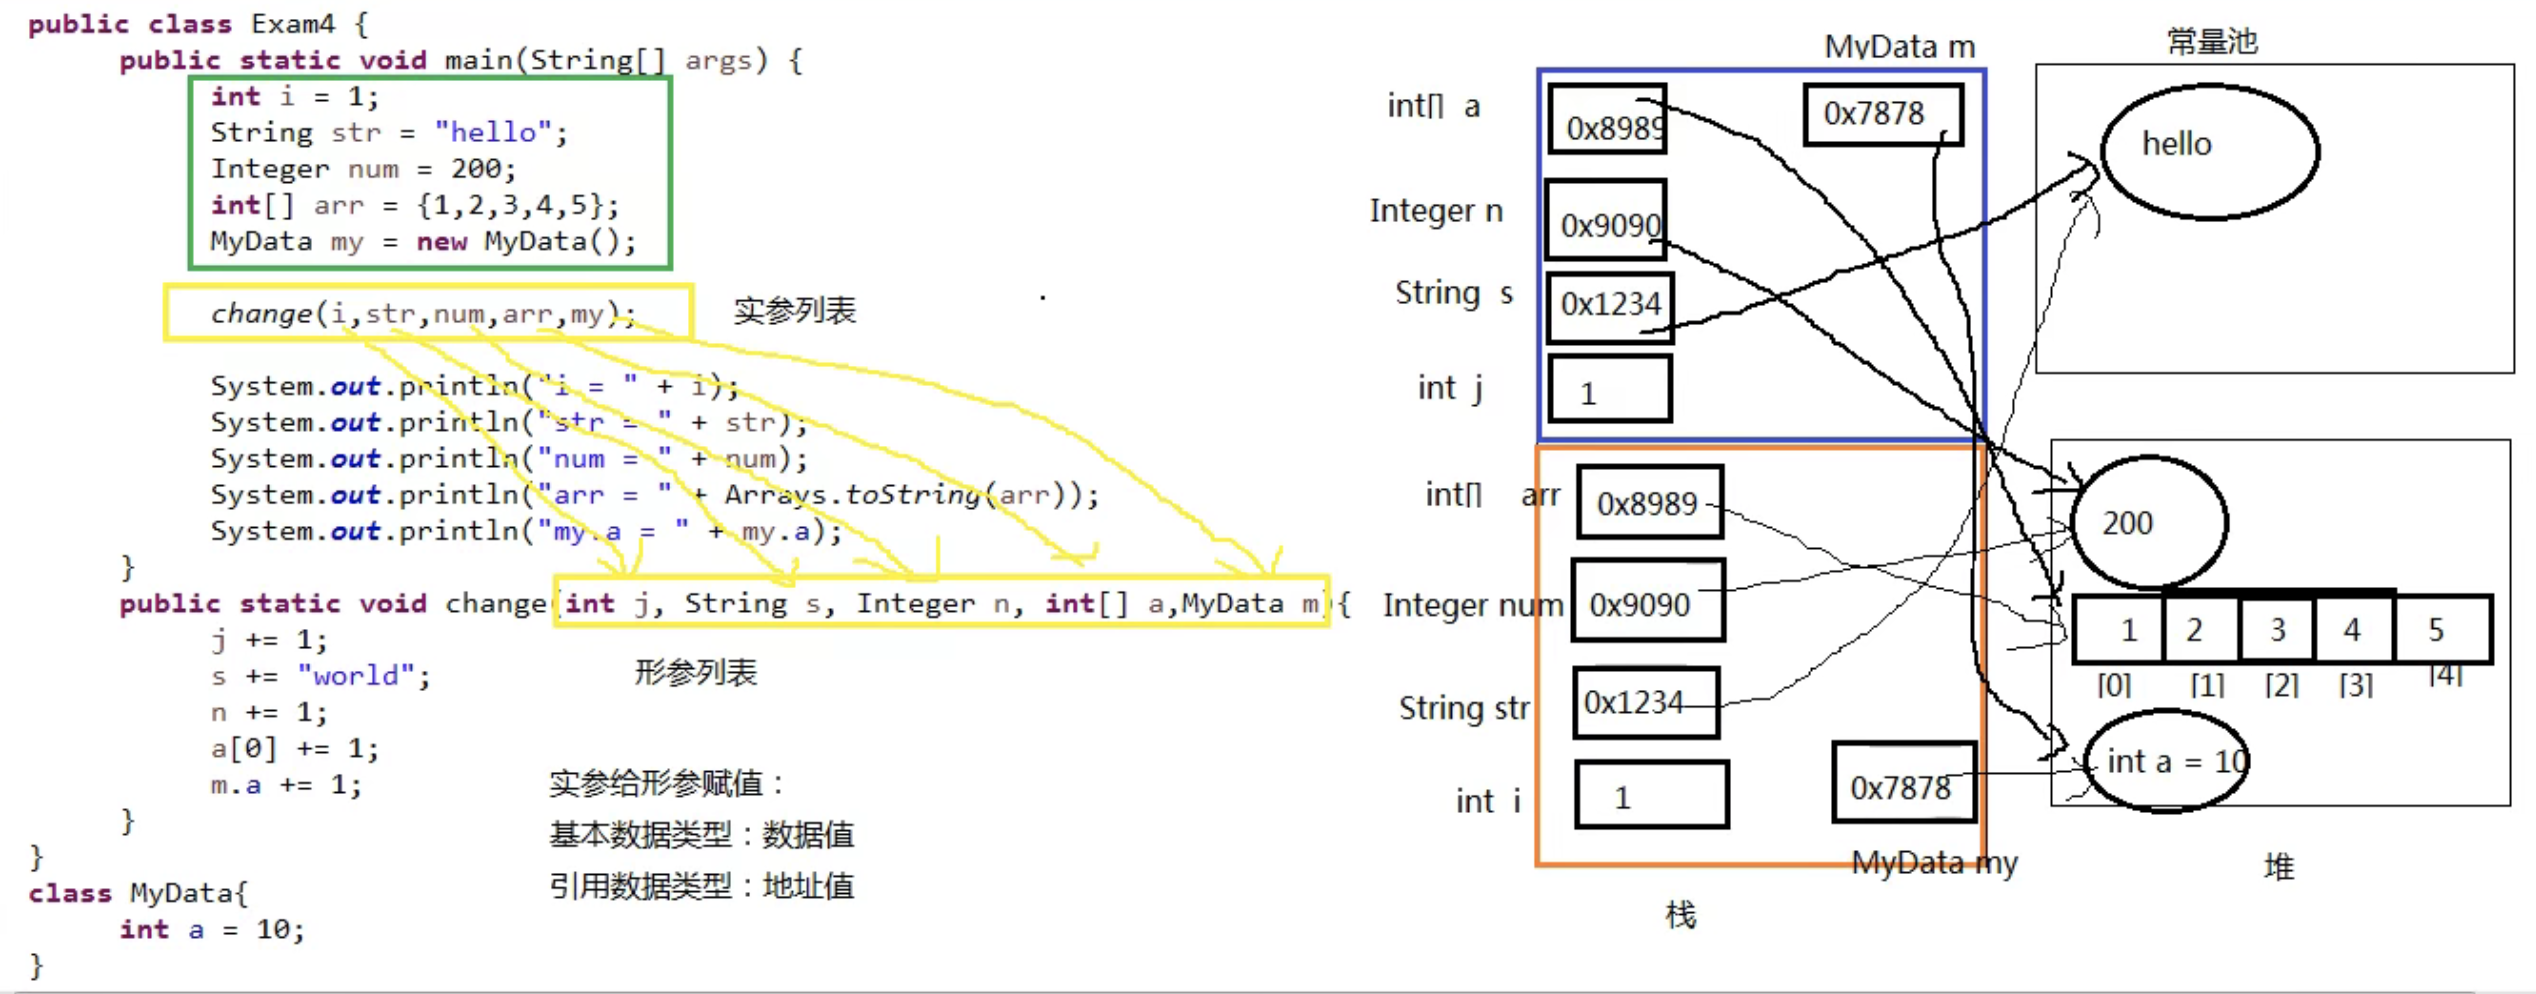 public class Exam4 {
public static void main(String[] args) {
int i = 1;
String str = "hello";
Integer num = 200;
int[] arr = {1,2,3,4,5};
MyData my = new MyData();
change(i,str,num,arr,my);
实参列表
System.out.println("i = " + i);
System.out.println("str = " + str);
System.out.println("num = " + num);
System.out.println("arr = " + Arrays.toString(arr));
System.out.println("my.a = " + my.a);
}
public static void change(int j, String s, Integer n, int[] a,MyData m){
j += 1;
s += "world";
n += 1;
a[0] += 1;
m.a += 1;
}
}
class MyData{
int a = 10;
}
形参列表
实参给形参赋值：
基本数据类型：数据值
引用数据类型：地址值
MyData m
int[] a
0x8989
0x7878
Integer n
0x9090
String s
0x1234
int j
1
int[] arr
0x8989
Integer num
0x9090
String str
0x1234
int i
1
0x7878
MyData my
栈
常量池
hello
200
1 2 3 4 5
[0] [1] [2] [3] [4]
int a = 10
堆